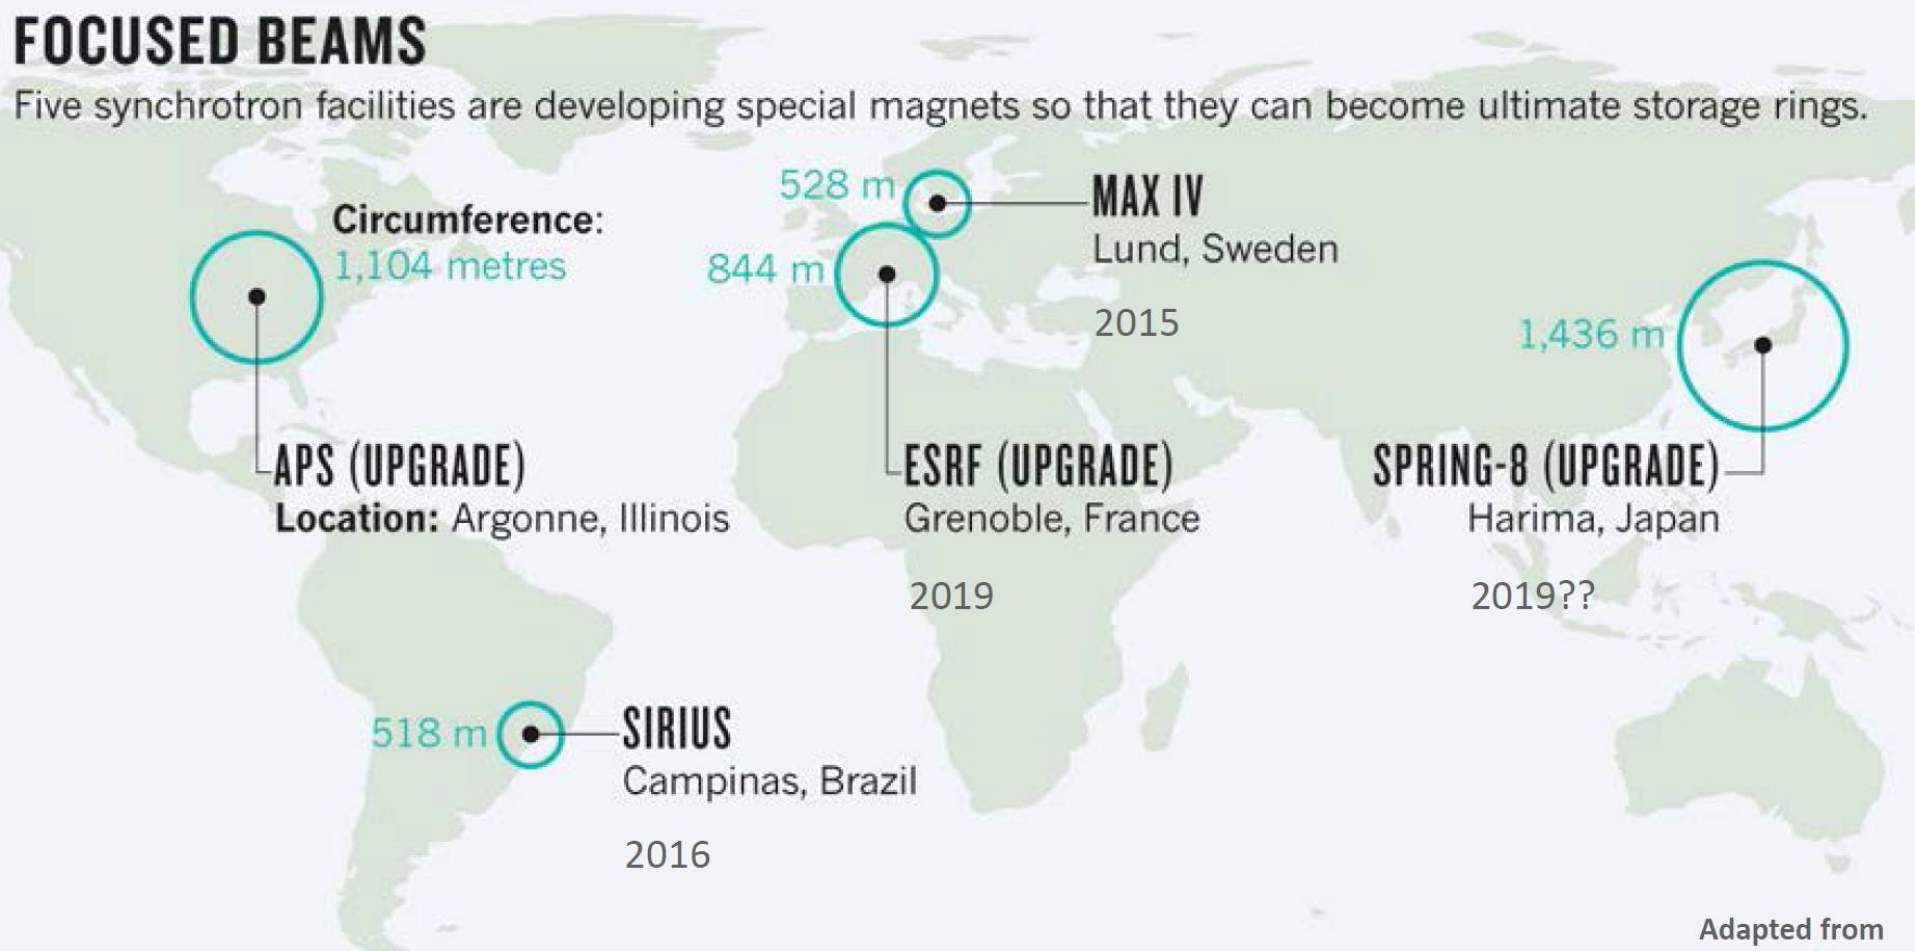 FOCUSED BEAMS
Five synchrotron facilities are developing special magnets so that they can become ultimate storage rings.
Circumference:
1,104 metres
APS (UPGRADE)
Location: Argonne, Illinois
528 m
MAX IV
Lund, Sweden
2015
844 m
ESRF (UPGRADE)
Grenoble, France
2019
1,436 m
SPRING-8 (UPGRADE)
Harima, Japan
2019??
518 m
SIRIUS
Campinas, Brazil
2016
Adapted from